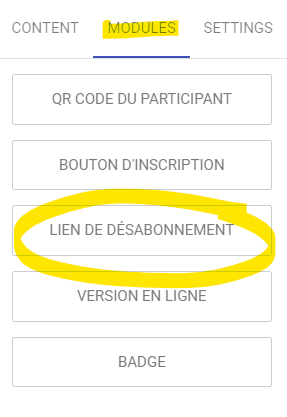 CONTENT MODULES SETTINGS
QR CODE DU PARTICIPANT
BOUTON D'INSCRIPTION
LIEN DE DÉSABONNEMENT
VERSION EN LIGNE
BADGE